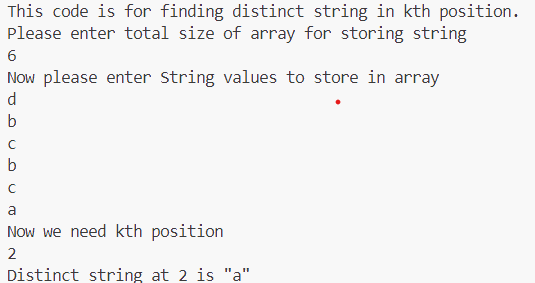 This code is for finding distinct string in kth position.
Please enter total size of array for storing string
6
Now please enter String values to store in array
d
b
c
b
c
a
Now we need kth position
2
Distinct string at 2 is "a"